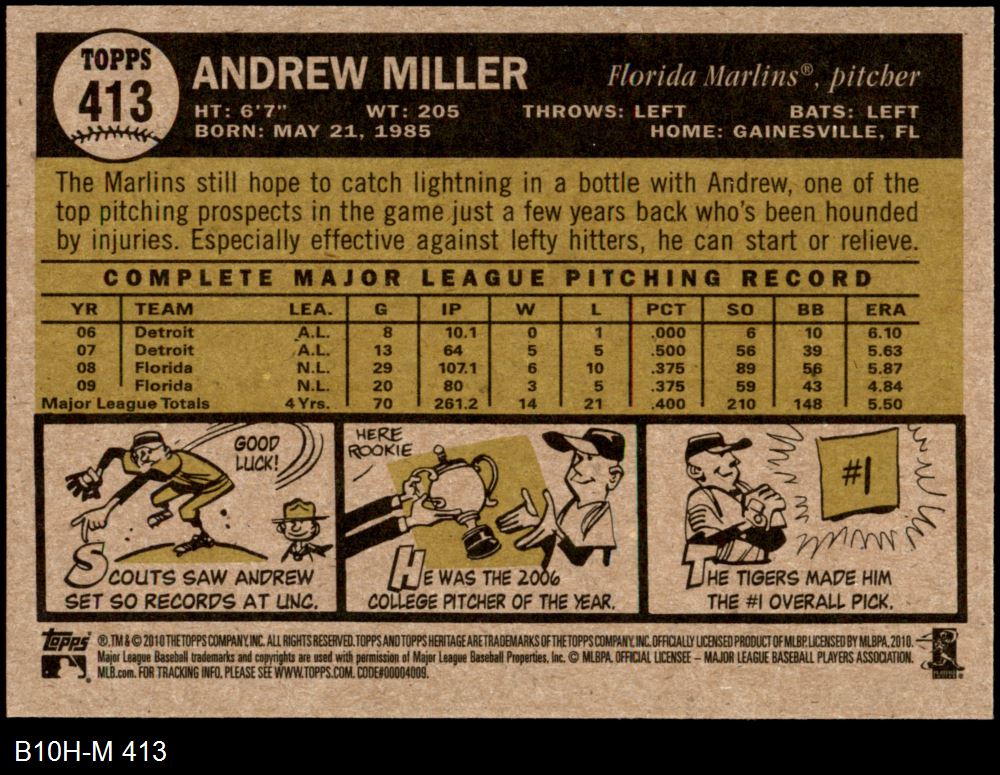 TOPPS
413
ANDREW MILLER
Florida Marlins®, pitcher
HT: 6'7" WT: 205 THROWS: LEFT BATS: LEFT
BORN: MAY 21, 1985 HOME: GAINESVILLE, FL
The Marlins still hope to catch lightning in a bottle with Andrew, one of the
top pitching prospects in the game just a few years back who's been hounded
by injuries. Especially effective against lefty hitters, he can start or relieve.
COMPLETE MAJOR LEAGUE PITCHING RECORD
YR TEAM LEA. G IP W L PCT SO BB ERA
06 Detroit A.L. 8 10.1 0 1 .000 6 10 6.10
07 Detroit A.L. 13 64 5 5 .500 56 39 5.63
08 Florida N.L. 29 107.1 6 10 .375 89 56 5.87
09 Florida N.L. 20 80 3 5 .375 59 43 4.84
Major League Totals 4 Yrs. 70 261.2 14 21 .400 210 148 5.50
GOOD
LUCK!
SCOUTS SAW ANDREW
SET SO RECORDS AT UNC.
HERE
ROOKIE
HE WAS THE 2006
COLLEGE PITCHER OF THE YEAR.
#1
THE TIGERS MADE HIM
THE #1 OVERALL PICK.
topps ®, TM & © 2010 THE TOPPS COMPANY, INC. ALL RIGHTS RESERVED. TOPPS AND TOPPS HERITAGE ARE TRADEMARKS OF THE TOPPS COMPANY, INC. OFFICIALLY LICENSED PRODUCT OF MLBP. LICENSED BY MLBPA, 2010.
Major League Baseball trademarks and copyrights are used with permission of Major League Baseball Properties, Inc. © MLBPA. OFFICIAL LICENSEE – MAJOR LEAGUE BASEBALL PLAYERS ASSOCIATION.
MLB.com. FOR TRACKING INFO, PLEASE SEE WWW.TOPPS.COM. CODE#00004009.
B10H-M 413